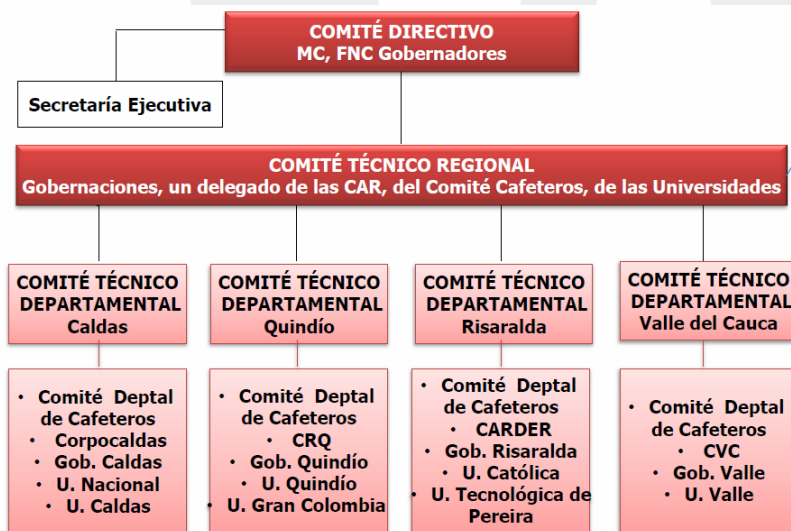 COMITÉ DIRECTIVO
MC, FNC Gobernadores
Secretaría Ejecutiva
COMITÉ TÉCNICO REGIONAL
Gobernaciones, un delegado de las CAR, del Comité Cafeteros, de las Universidades
COMITÉ TÉCNICO
DEPARTAMENTAL
Caldas
COMITÉ TÉCNICO
DEPARTAMENTAL
Quindío
COMITÉ TÉCNICO
DEPARTAMENTAL
Risaralda
COMITÉ TÉCNICO
DEPARTAMENTAL
Valle del Cauca
• Comité Deptal
de Cafeteros
• Corpocaldas
• Gob. Caldas
• U. Nacional
• U. Caldas
• Comité Deptal
de Cafeteros
• CRQ
• Gob. Quindío
• U. Quindío
• U. Gran Colombia
• Comité Deptal
de Cafeteros
• CARDER
• Gob. Risaralda
• U. Católica
• U. Tecnológica de
Pereira
• Comité Deptal
de Cafeteros
• CVC
• Gob. Valle
• U. Valle